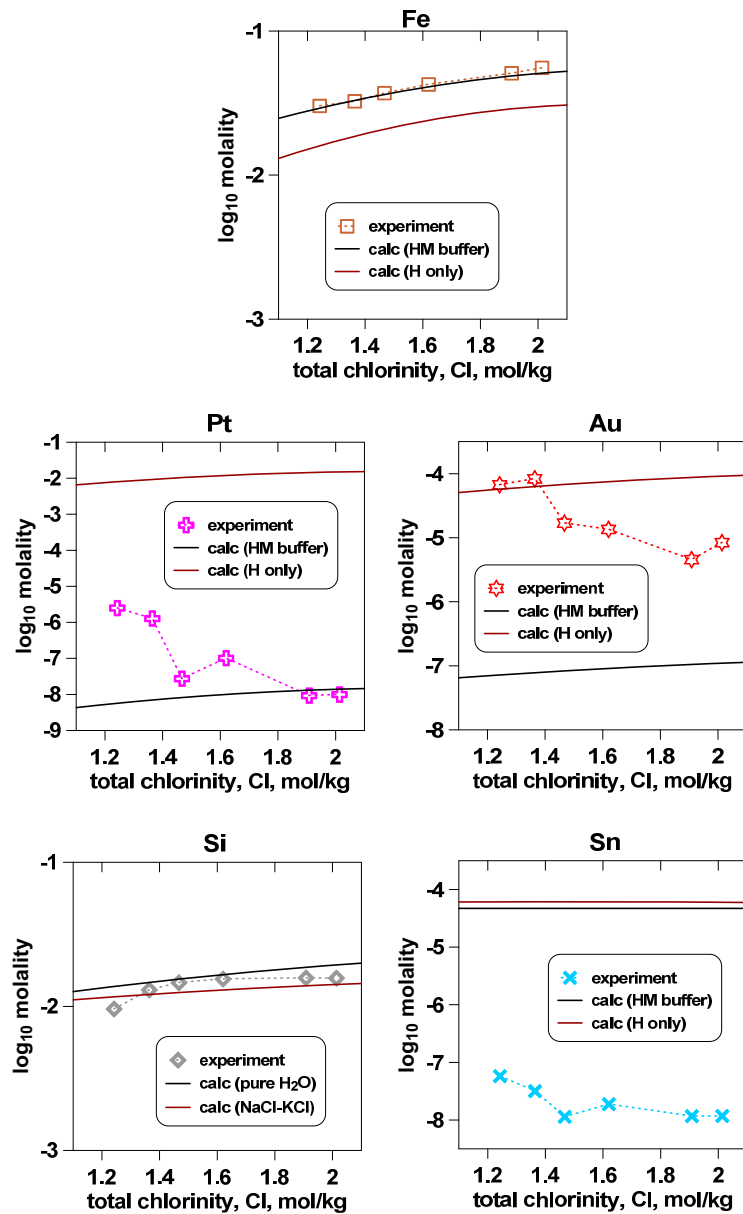 Fe
-1
-2
-3
log₁₀ molality
experiment
calc (HM buffer)
calc (H only)
1.2 1.4 1.6 1.8 2
total chlorinity, Cl, mol/kg
Pt
-1
-2
-3
-4
-5
-6
-7
-8
-9
log₁₀ molality
experiment
calc (HM buffer)
calc (H only)
1.2 1.4 1.6 1.8 2
total chlorinity, Cl, mol/kg
Au
-4
-5
-6
-7
-8
log₁₀ molality
experiment
calc (HM buffer)
calc (H only)
1.2 1.4 1.6 1.8 2
total chlorinity, Cl, mol/kg
Si
-1
-2
-3
log₁₀ molality
experiment
calc (pure H₂O)
calc (NaCl-KCl)
1.2 1.4 1.6 1.8 2
total chlorinity, Cl, mol/kg
Sn
-4
-5
-6
-7
-8
log₁₀ molality
experiment
calc (HM buffer)
calc (H only)
1.2 1.4 1.6 1.8 2
total chlorinity, Cl, mol/kg